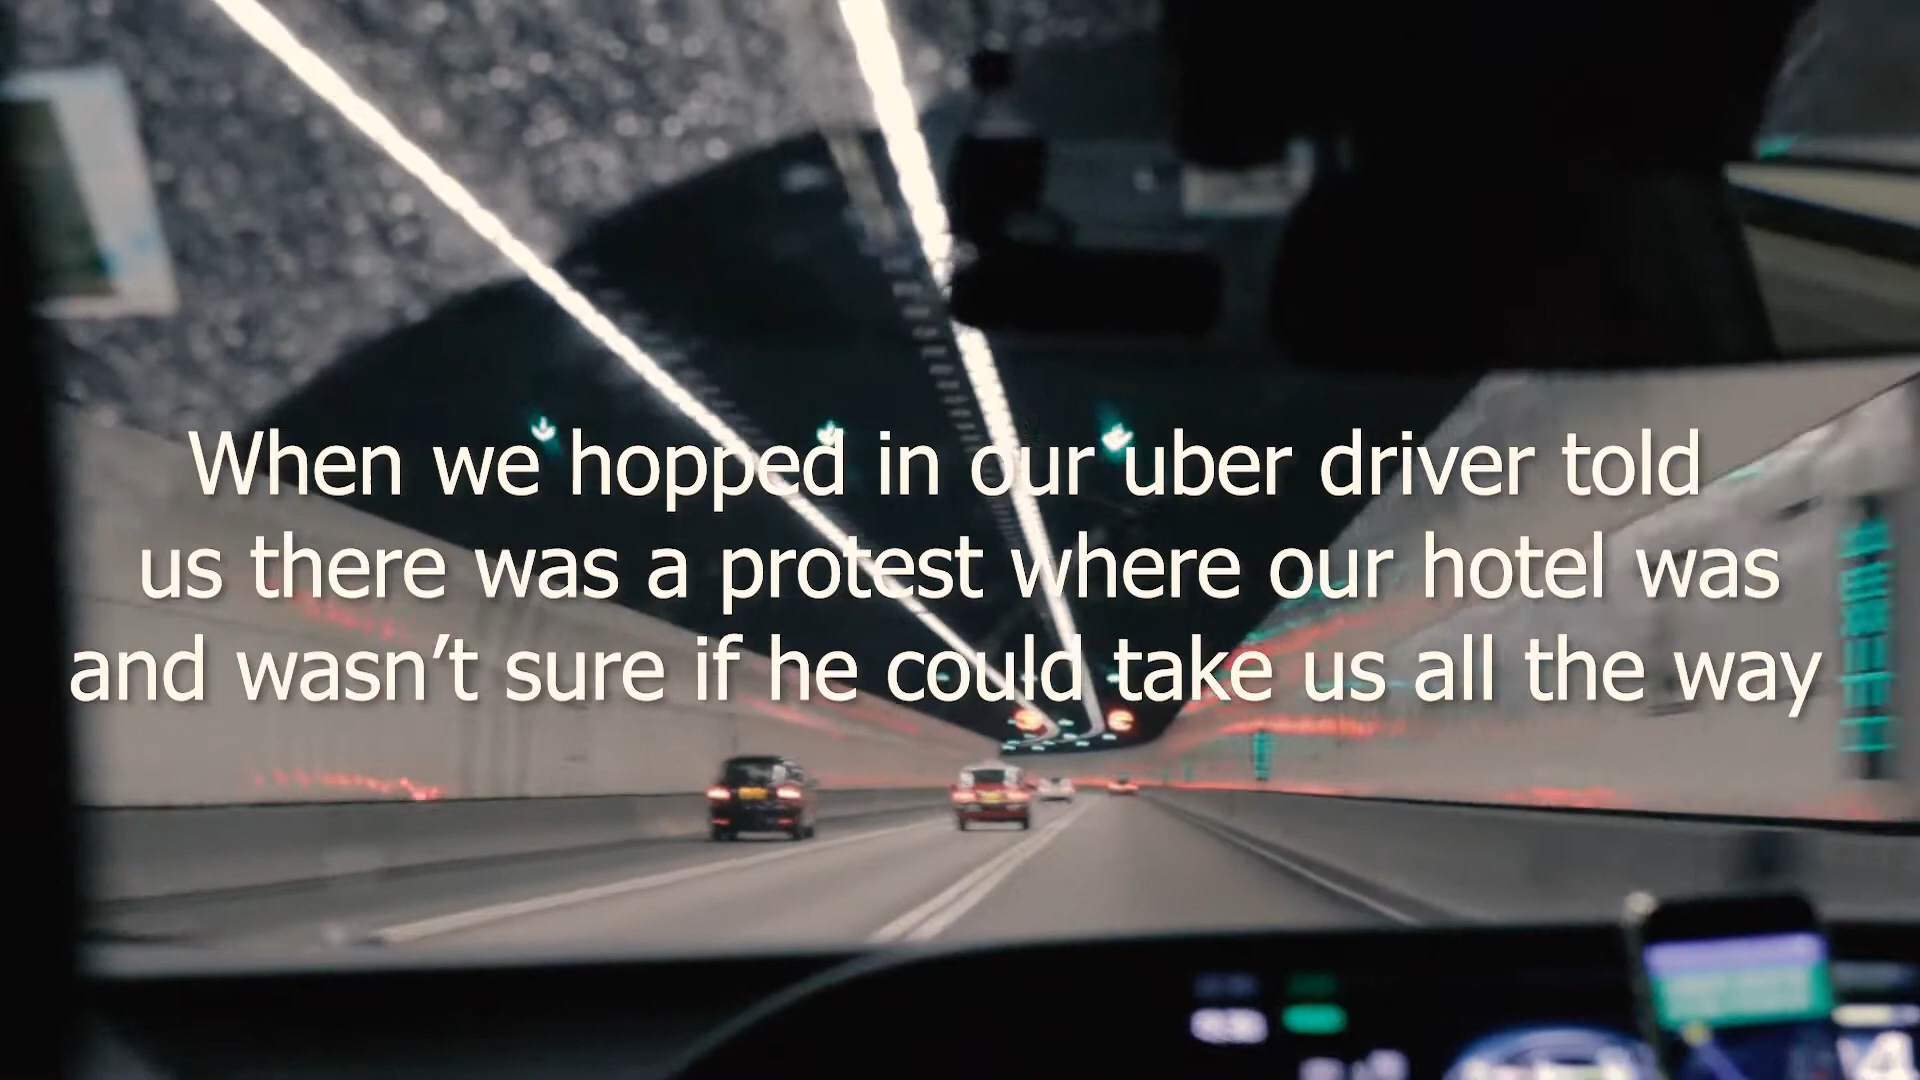 When we hopped in our uber driver told
us there was a protest where our hotel was
and wasn’t sure if he could take us all the way